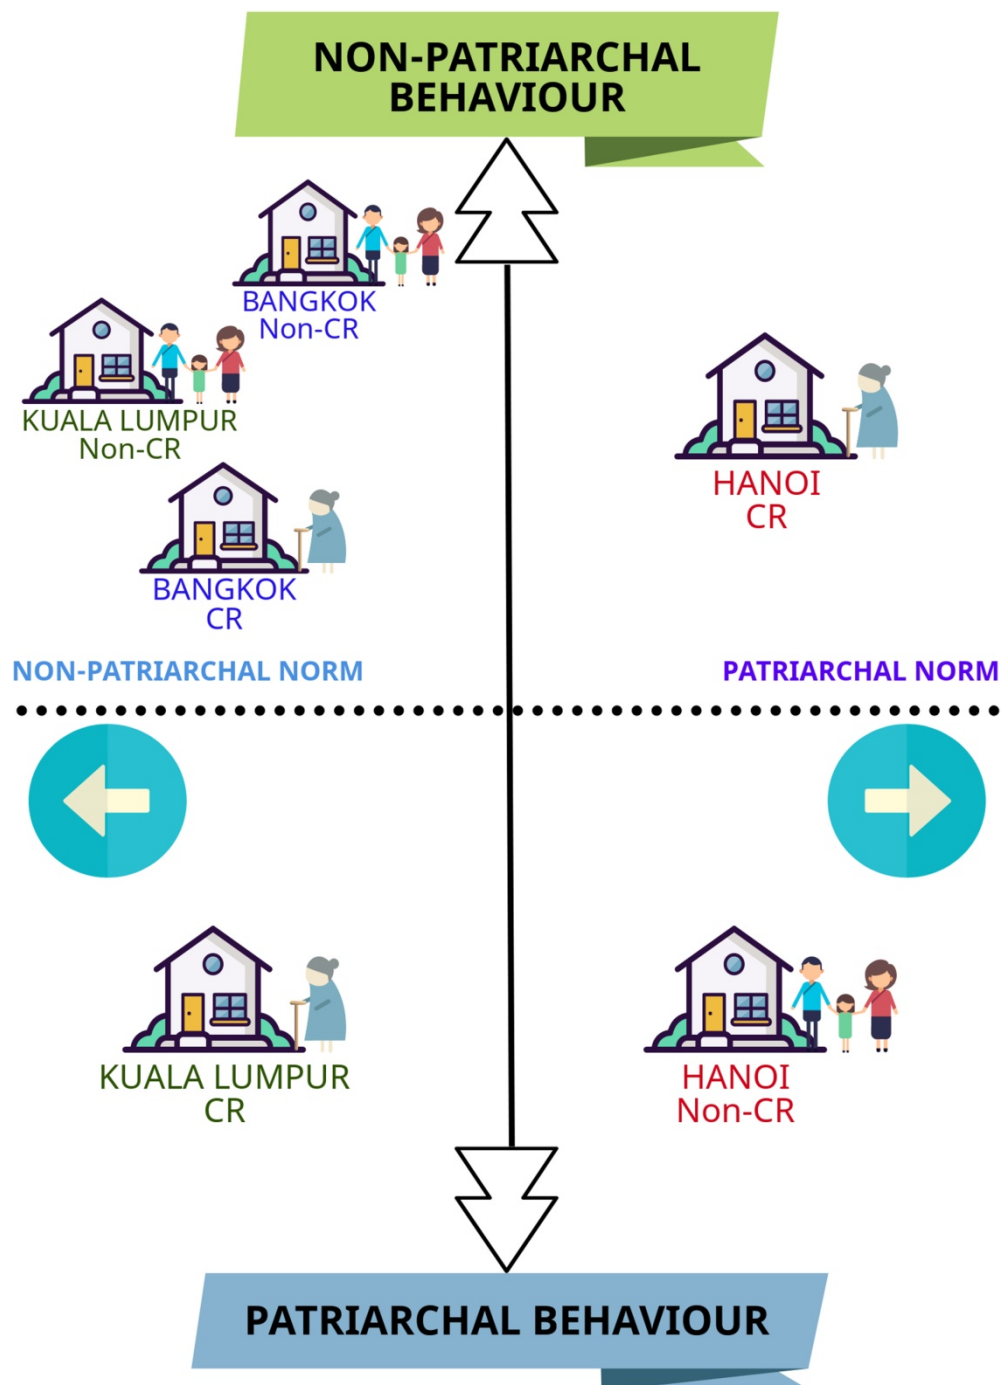 NON-PATRIARCHAL
BEHAVIOUR
BANGKOK
Non-CR
KUALA LUMPUR
Non-CR
HANOI
CR
BANGKOK
CR
NON-PATRIARCHAL NORM
PATRIARCHAL NORM
KUALA LUMPUR
CR
HANOI
Non-CR
PATRIARCHAL BEHAVIOUR